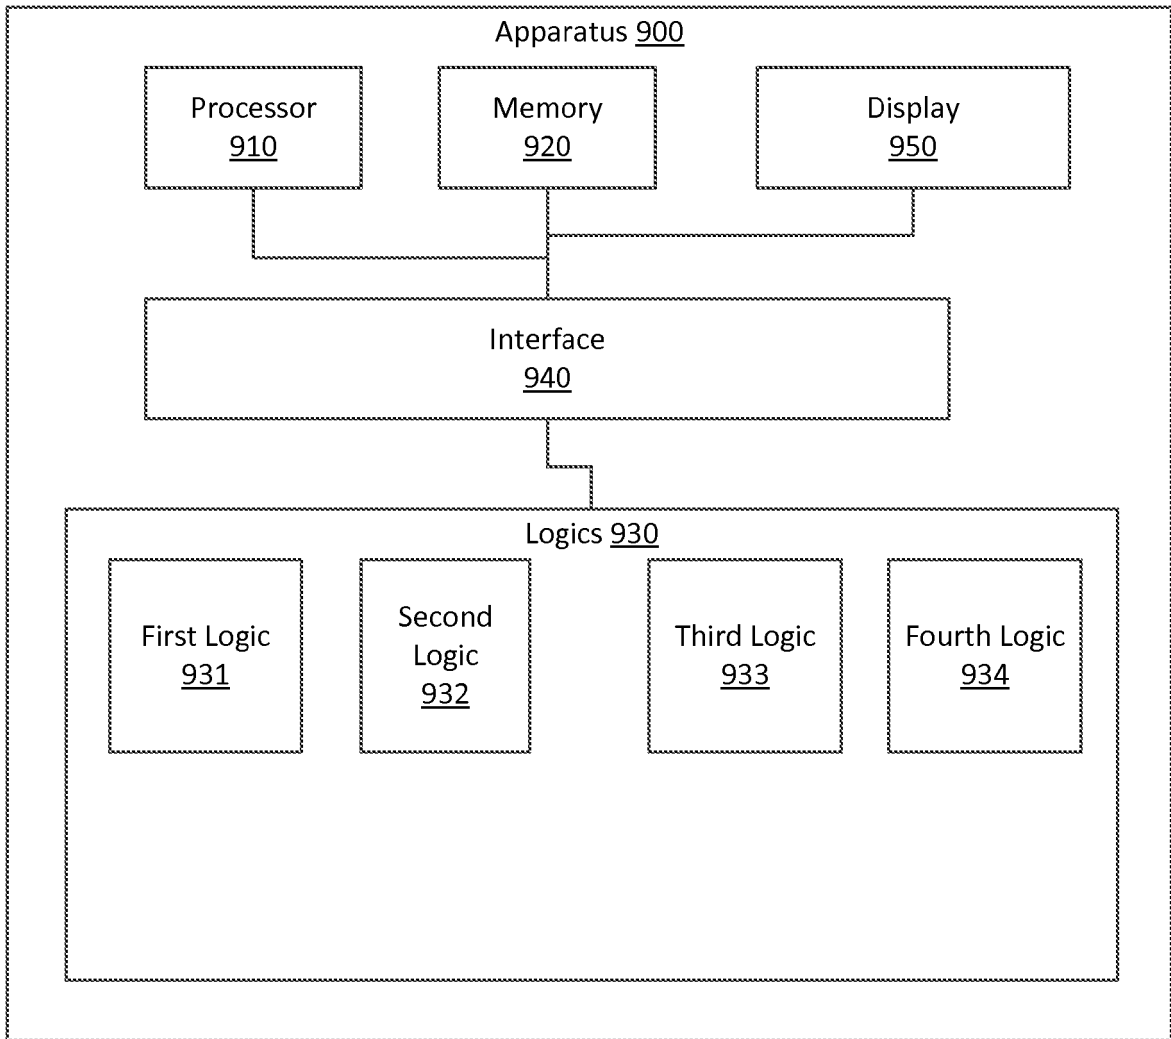 Apparatus 900
Processor
910
Memory
920
Display
950
Interface
940
Logics 930
First Logic
931
Second
Logic
932
Third Logic
933
Fourth Logic
934